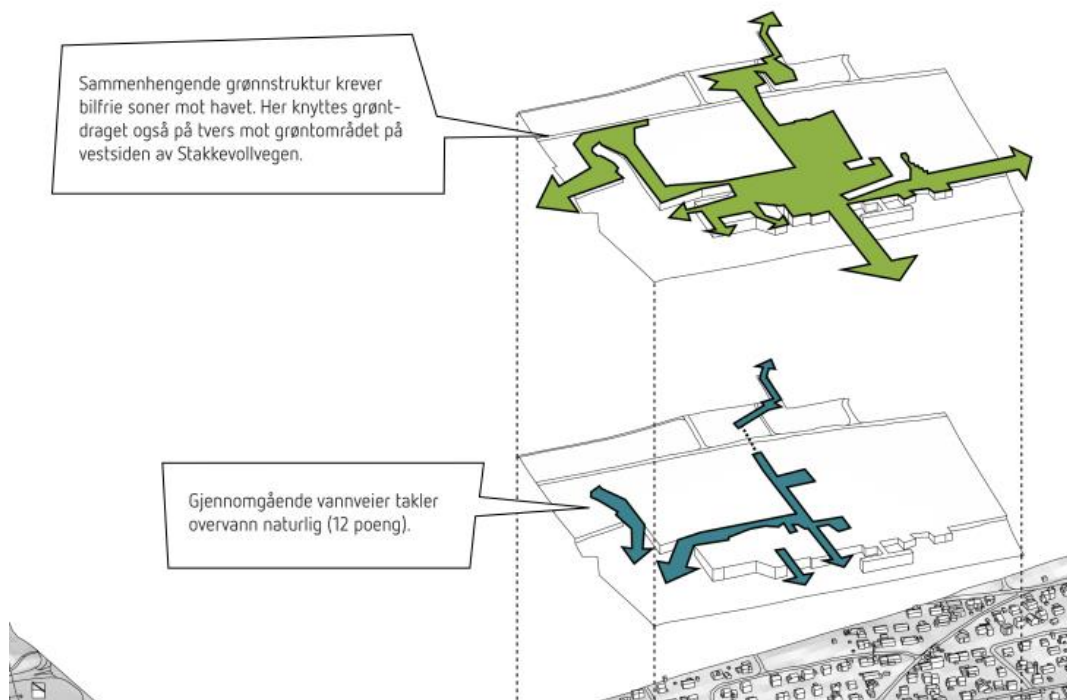 Sammenhengende grønnstruktur krever
bilfrie soner mot havet. Her knyttes grønt-
draget også på tvers mot grøntområdet på
vestsiden av Stakkevollvegen.
Gjennomgående vannveier takler
overvann naturlig (12 poeng).